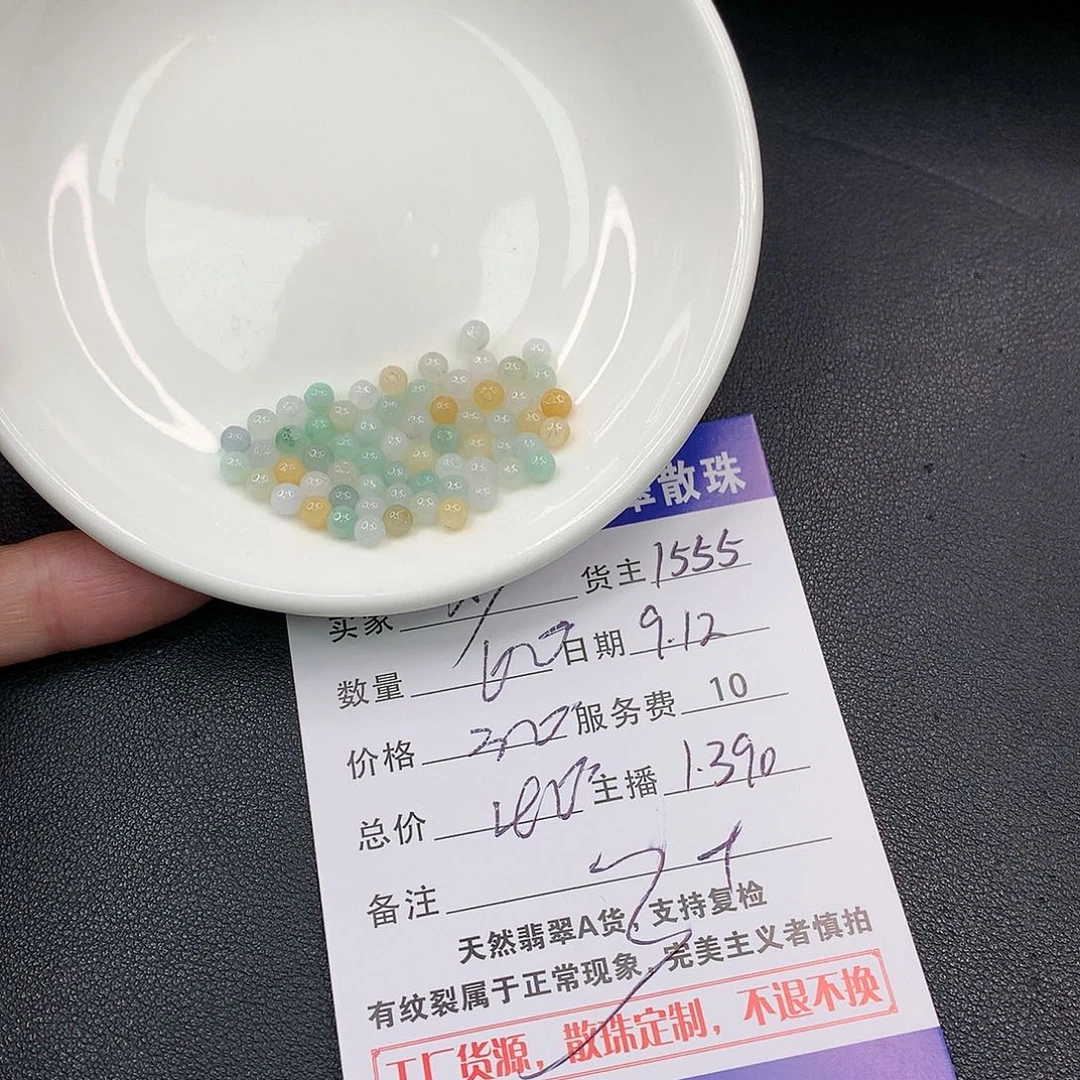 散珠
买家 货主 1555
数量 日期 9.12
价格 服务费 10
总价 主播 1.390
备注
天然翡翠A货，支持复检
有纹裂属于正常现象，完美主义者慎拍
工厂货源，散珠定制，不退不换